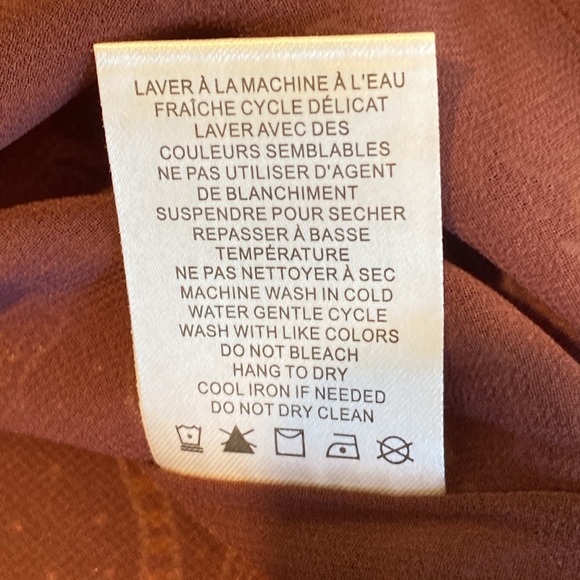 LAVER À LA MACHINE À L'EAU
FRAÎCHE CYCLE DÉLICAT
LAVER AVEC DES
COULEURS SEMBLABLES
NE PAS UTILISER D'AGENT
DE BLANCHIMENT
SUSPENDRE POUR SECHER
REPASSER À BASSE
TEMPÉRATURE
NE PAS NETTOYER À SEC
MACHINE WASH IN COLD
WATER GENTLE CYCLE
WASH WITH LIKE COLORS
DO NOT BLEACH
HANG TO DRY
COOL IRON IF NEEDED
DO NOT DRY CLEAN